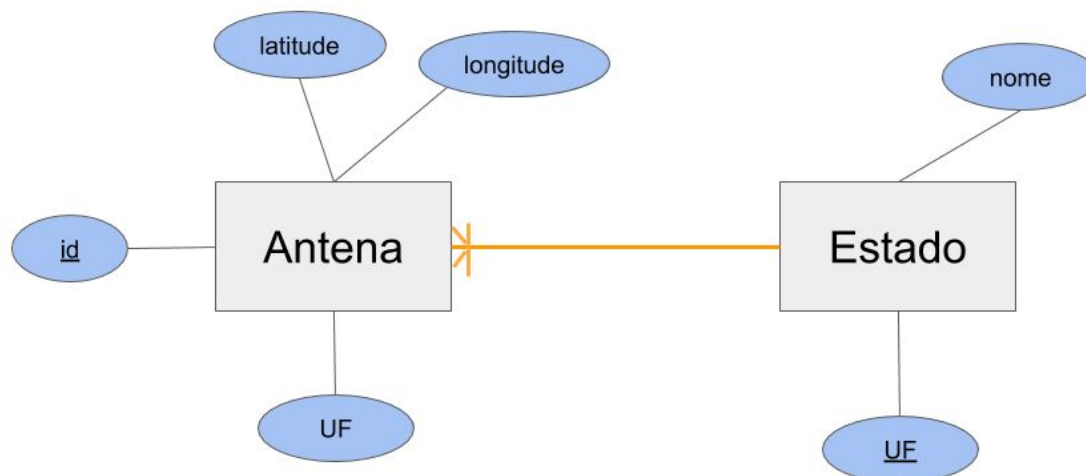 latitude
longitude
nome
id
Antena
Estado
UF
UF